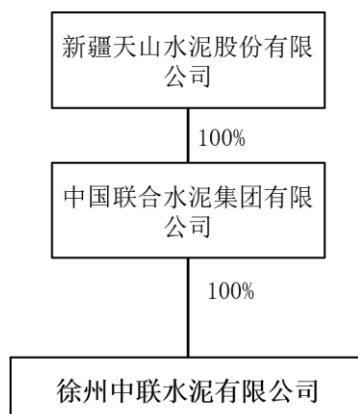 新疆天山水泥股份有限
公司
100%
中国联合水泥集团有限
公司
100%
徐州中联水泥有限公司